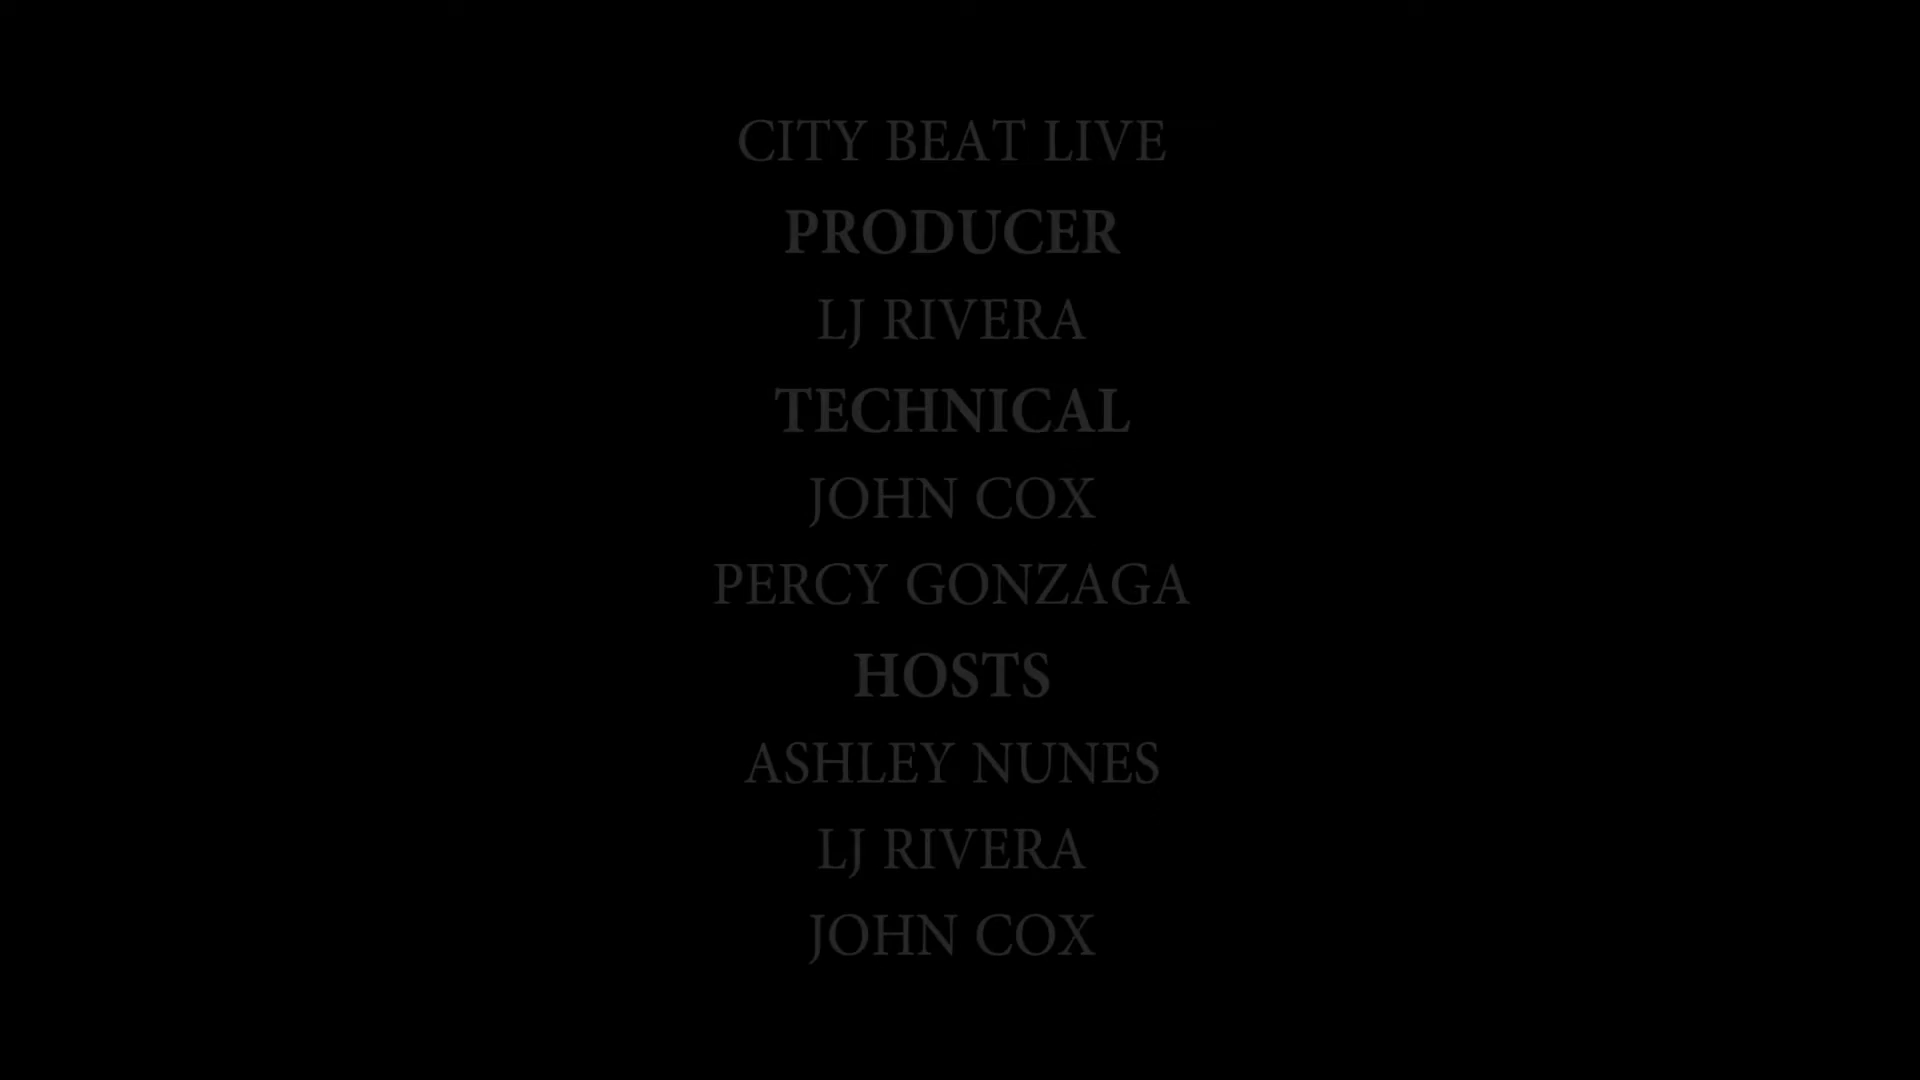 CITY BEAT LIVE
PRODUCER
LJ RIVERA
TECHNICAL
JOHN COX
PERCY GONZAGA
HOSTS
ASHLEY NUNES
LJ RIVERA
JOHN COX